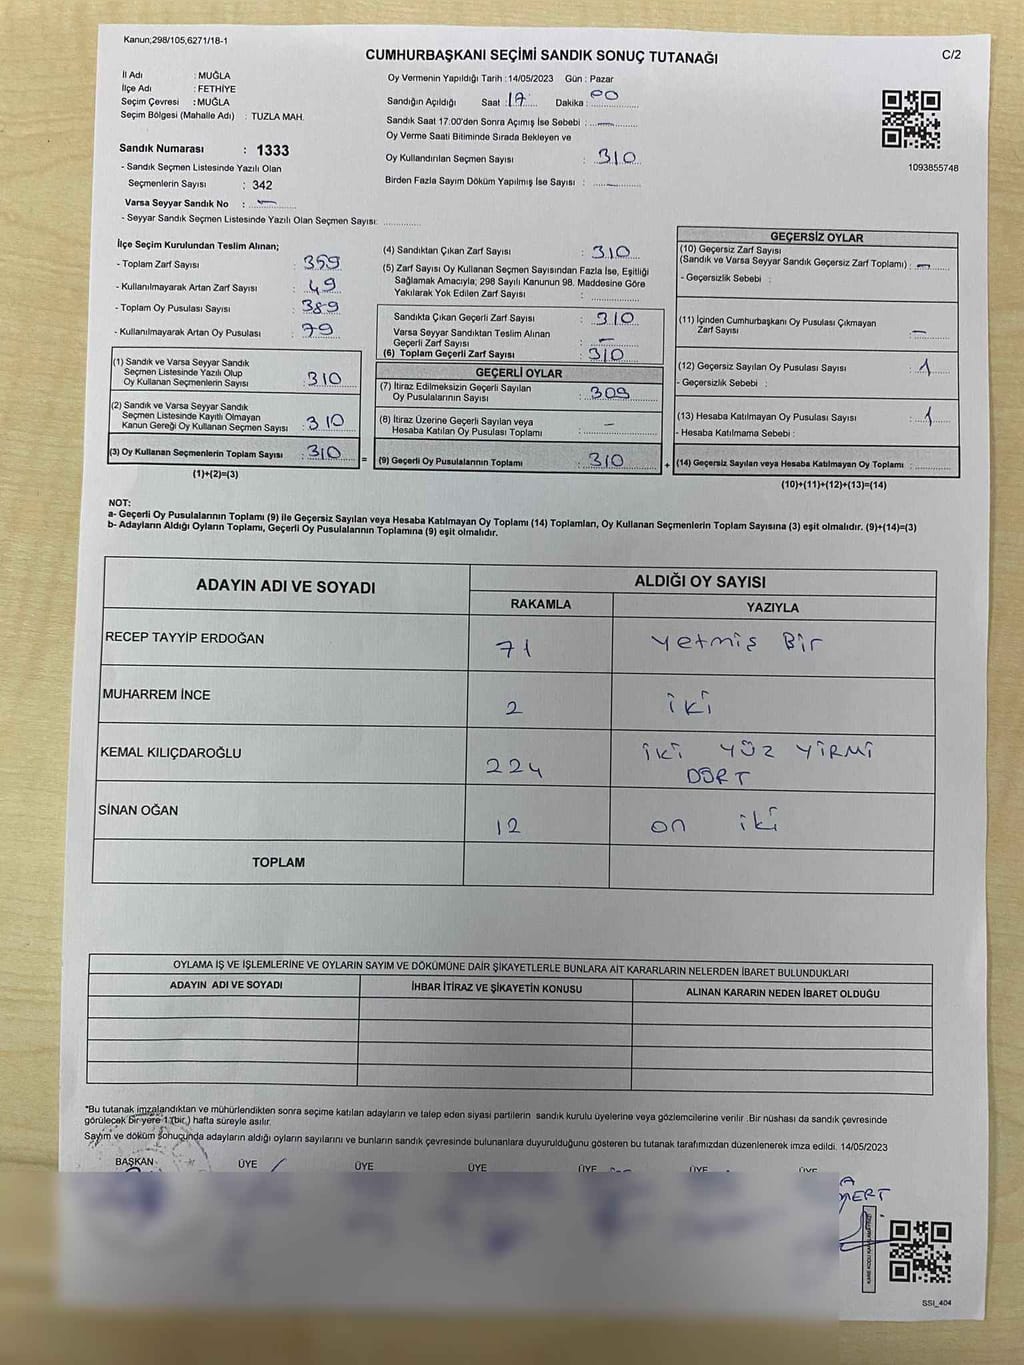 Kanun;298/105,6271/18-1
CUMHURBAŞKANI SEÇİMİ SANDIK SONUÇ TUTANAĞI
C/2
İl Adı : MUĞLA
İlçe Adı : FETHİYE
Seçim Çevresi : MUĞLA
Seçim Bölgesi (Mahalle Adı) : TUZLA MAH.
Sandık Numarası : 1333
- Sandık Seçmen Listesinde Yazılı Olan
Seçmenlerin Sayısı : 342
Varsa Seyyar Sandık No : —
- Seyyar Sandık Seçmen Listesinde Yazılı Olan Seçmen Sayısı:
Oy Vermenin Yapıldığı Tarih : 14/05/2023 Gün : Pazar
Sandığın Açıldığı Saat : 17 Dakika : 00
Sandık Saat 17.00'den Sonra Açımış İse Sebebi : —
Oy Verme Saati Bitiminde Sırada Bekleyen ve
Oy Kullandırılan Seçmen Sayısı : 310
Birden Fazla Sayım Döküm Yapılmış İse Sayısı : —
1093855748
İlçe Seçim Kurulundan Teslim Alınan;
- Toplam Zarf Sayısı : 359
- Kullanılmayarak Artan Zarf Sayısı : 49
- Toplam Oy Pusulası Sayısı : 389
- Kullanılmayarak Artan Oy Pusulası : 79
(1) Sandık ve Varsa Seyyar Sandık
Seçmen Listesinde Yazılı Olup
Oy Kullanan Seçmenlerin Sayısı : 310
(2) Sandık ve Varsa Seyyar Sandık
Seçmen Listesinde Kayıtlı Olmayan
Kanun Gereği Oy Kullanan Seçmen Sayısı : 310
(3) Oy Kullanan Seçmenlerin Toplam Sayısı : 310
(1)+(2)=(3)
(4) Sandıktan Çıkan Zarf Sayısı : 310
(5) Zarf Sayısı Oy Kullanan Seçmen Sayısından Fazla İse, Eşitliği
Sağlamak Amacıyla; 298 Sayılı Kanunun 98. Maddesine Göre
Yakılarak Yok Edilen Zarf Sayısı :
Sandıkta Çıkan Geçerli Zarf Sayısı : 310
Varsa Seyyar Sandıktan Teslim Alınan
Geçerli Zarf Sayısı : —
(6) Toplam Geçerli Zarf Sayısı : 310
GEÇERLİ OYLAR
(7) İtiraz Edilmeksizin Geçerli Sayılan
Oy Pusulalarının Sayısı : 309
(8) İtiraz Üzerine Geçerli Sayılan veya
Hesaba Katılan Oy Pusulası Toplamı : —
= (9) Geçerli Oy Pusulalarının Toplamı : 310
GEÇERSİZ OYLAR
(10) Geçersiz Zarf Sayısı
(Sandık ve Varsa Seyyar Sandık Geçersiz Zarf Toplamı) : —
- Geçersizlik Sebebi :
(11) İçinden Cumhurbaşkanı Oy Pusulası Çıkmayan
Zarf Sayısı : —
(12) Geçersiz Sayılan Oy Pusulası Sayısı : 1
- Geçersizlik Sebebi :
(13) Hesaba Katılmayan Oy Pusulası Sayısı : 1
- Hesaba Katılmama Sebebi :
+ (14) Geçersiz Sayılan veya Hesaba Katılmayan Oy Toplamı :
(10)+(11)+(12)+(13)=(14)
NOT:
a- Geçerli Oy Pusulalarının Toplamı (9) ile Geçersiz Sayılan veya Hesaba Katılmayan Oy Toplamı (14) Toplamları, Oy Kullanan Seçmenlerin Toplam Sayısına (3) eşit olmalıdır. (9)+(14)=(3)
b- Adayların Aldığı Oyların Toplamı, Geçerli Oy Pusulalarının Toplamına (9) eşit olmalıdır.
ADAYIN ADI VE SOYADI
ALDIĞI OY SAYISI
RAKAMLA YAZIYLA
RECEP TAYYİP ERDOĞAN 71 Yetmiş Bir
MUHARREM İNCE 2 iki
KEMAL KILIÇDAROĞLU 224 iki YÜZ YİRMİ
DÖRT
SİNAN OĞAN 12 on iki
TOPLAM
OYLAMA İŞ VE İŞLEMLERİNE VE OYLARIN SAYIM VE DÖKÜMÜNE DAİR ŞİKAYETLERLE BUNLARA AİT KARARLARIN NELERDEN İBARET BULUNDUKLARI
ADAYIN ADI VE SOYADI İHBAR İTİRAZ VE ŞİKAYETİN KONUSU ALINAN KARARIN NEDEN İBARET OLDUĞU
*Bu tutanak imzalandıktan ve mühürlendikten sonra seçime katılan adayların ve talep eden siyasi partilerin sandık kurulu üyelerine veya gözlemcilerine verilir .Bir nüshası da sandık çevresinde
görülecek bir yere 1 (bir) hafta süreyle asılır.
Sayım ve döküm sonucunda adayların aldığı oyların sayılarını ve bunların sandık çevresinde bulunanlara duyurulduğunu gösteren bu tutanak tarafımızdan düzenlenerek imza edildi. 14/05/2023
BAŞKAN ÜYE ÜYE ÜYE ÜYE ÜYE ÜYE
MERT
SSI_404